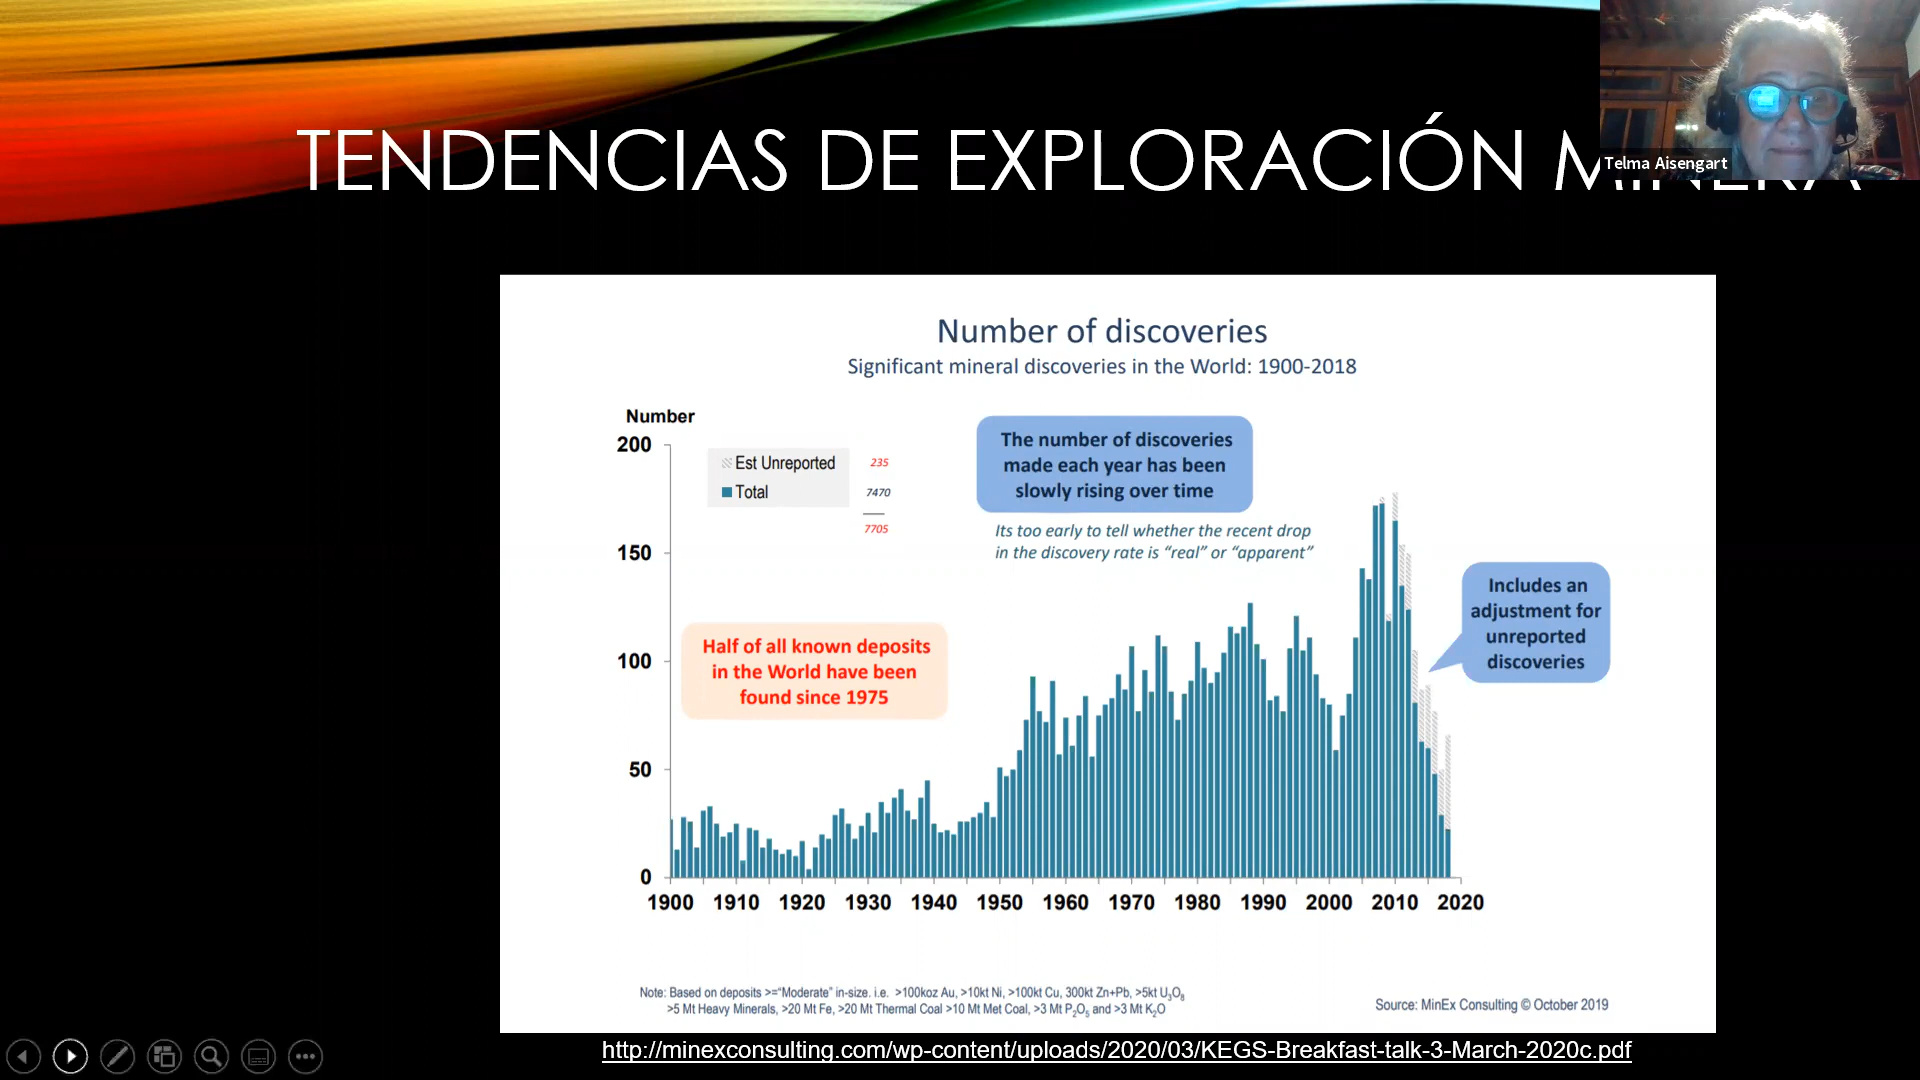 TENDENCIAS DE EXPLORACIÓN MINERA
Telma Aisengart
Number of discoveries
Significant mineral discoveries in the World: 1900-2018
Number
200
150
100
50
0
Est Unreported 235
Total 7470
7705
The number of discoveries
made each year has been
slowly rising over time
Its too early to tell whether the recent drop
in the discovery rate is “real” or “apparent”
Half of all known deposits
in the World have been
found since 1975
Includes an
adjustment for
unreported
discoveries
1900 1910 1920 1930 1940 1950 1960 1970 1980 1990 2000 2010 2020
Note: Based on deposits >=“Moderate” in-size. i.e. >100koz Au, >10kt Ni, >100kt Cu, 300kt Zn+Pb, >5kt U₃O₈
>5 Mt Heavy Minerals, >20 Mt Fe, >20 Mt Thermal Coal >10 Mt Met Coal, >3 Mt P₂O₅ and >3 Mt K₂O
Source: MinEx Consulting © October 2019
http://minexconsulting.com/wp-content/uploads/2020/03/KEGS-Breakfast-talk-3-March-2020c.pdf